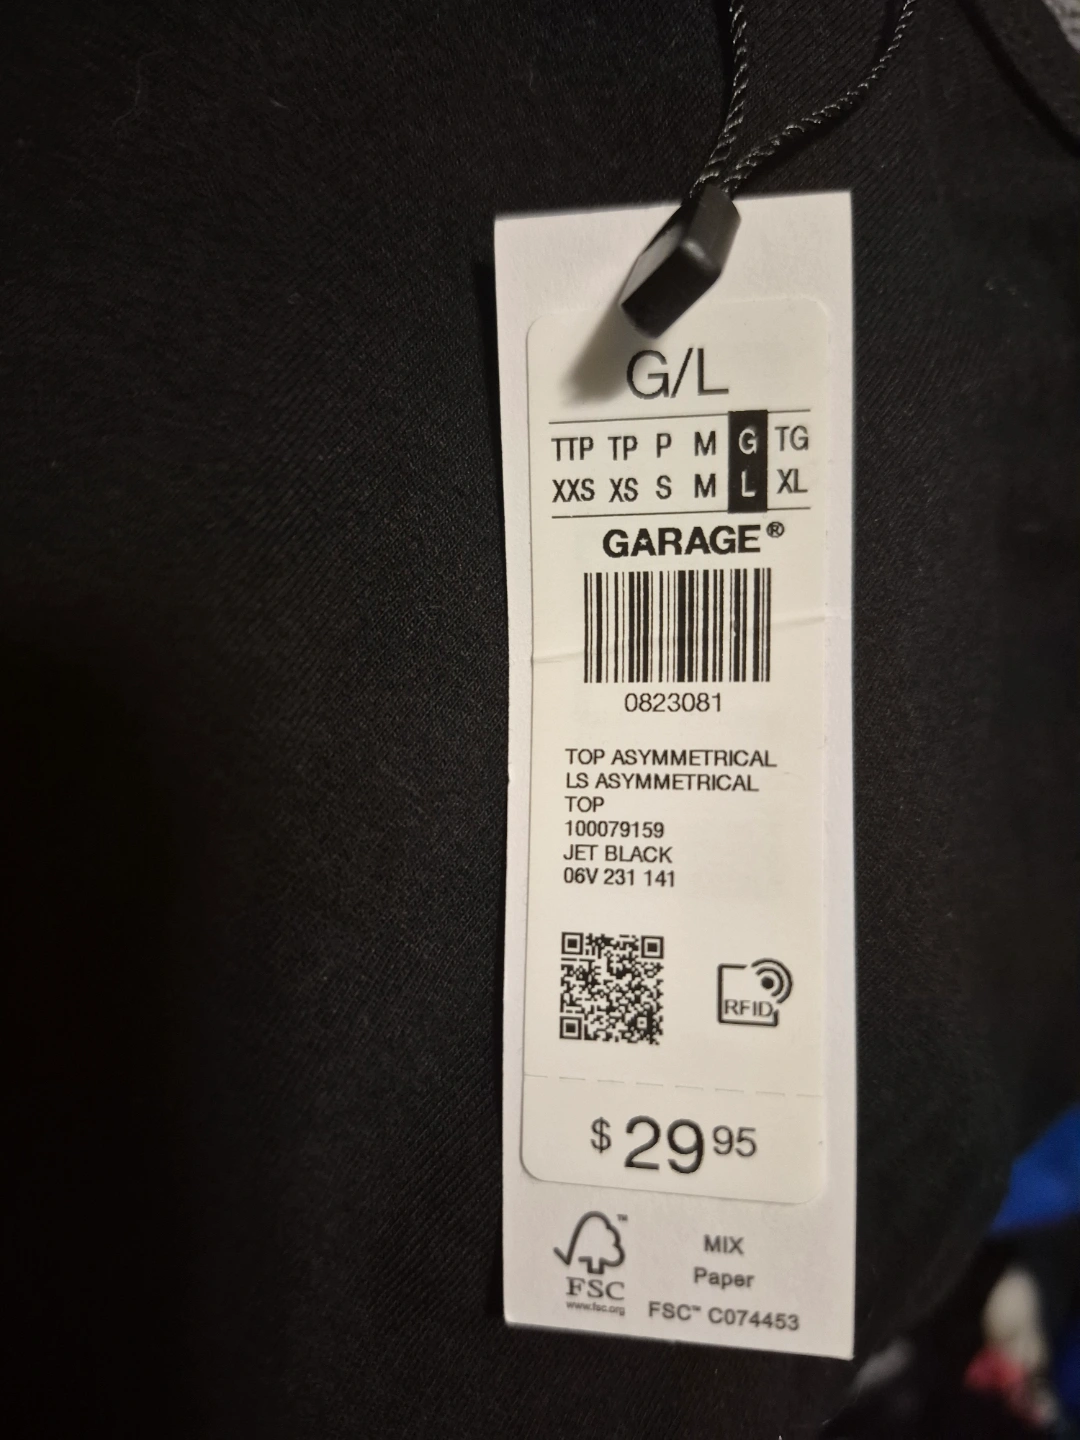 G/L
TTP TP P M G TG
XXS XS S M L XL
GARAGE®
0823081
TOP ASYMMETRICAL
LS ASYMMETRICAL
TOP
100079159
JET BLACK
06V 231 141
RFID
$ 29 95
FSC™
www.fsc.org
MIX
Paper
FSC™ C074453